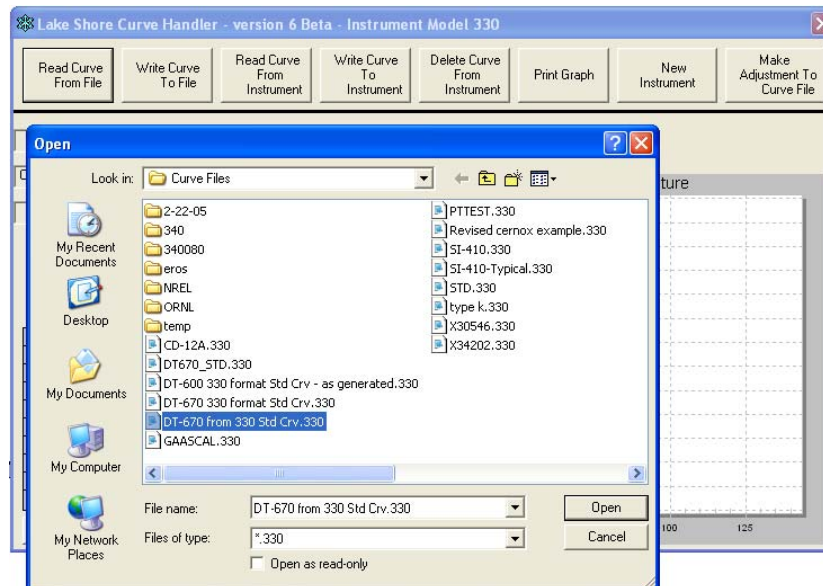 Lake Shore Curve Handler - version 6 Beta - Instrument Model 330
Read Curve From File
Write Curve To File
Read Curve From Instrument
Write Curve To Instrument
Delete Curve From Instrument
Print Graph
New Instrument
Make Adjustment To Curve File
Open
Look in:
Curve Files
ture
My Recent Documents
Desktop
My Documents
My Computer
My Network Places
2-22-05
340
340080
eros
NREL
ORNL
temp
CD-12A.330
DT670_STD.330
DT-600 330 format Std Crv - as generated.330
DT-670 330 format Std Crv.330
DT-670 from 330 Std Crv.330
GAASCAL.330
PTTEST.330
Revised cernox example.330
SI-410.330
SI-410-Typical.330
STD.330
type k.330
X30546.330
X34202.330
File name:
DT-670 from 330 Std Crv.330
Open
Files of type:
*.330
Cancel
Open as read-only
100
125